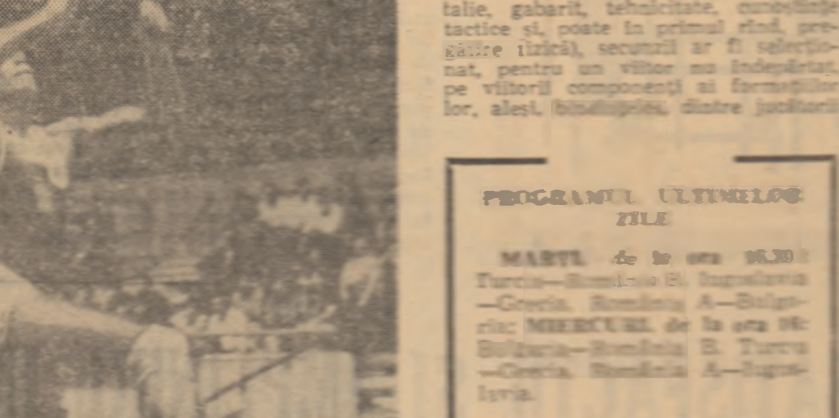 talie, gabarit, tehnicitate, cunoștințe
tactice și, poate în primul rînd, pre-
gătire fizică), secunzii ar fi selecțio-
nat, pentru un viitor nu îndepărtat,
pe viitorii componenți ai formațiilor
lor, aleși, dintre jucătorii
PROGRAMUL ULTIMELOR
ZILE
MARȚI, de la ora 16,30:
Turcia—România B, Iugoslavia
—Grecia, România A—Bulga-
ria; MIERCURI, de la ora 16:
Bulgaria—România B, Turcia
—Grecia, România A—Iugos-
lavia.